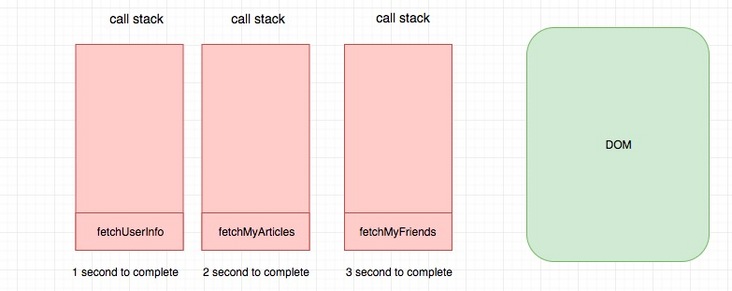 call stack
call stack
call stack
DOM
fetchUserInfo
fetchMyArticles
fetchMyFriends
1 second to complete
2 second to complete
3 second to complete